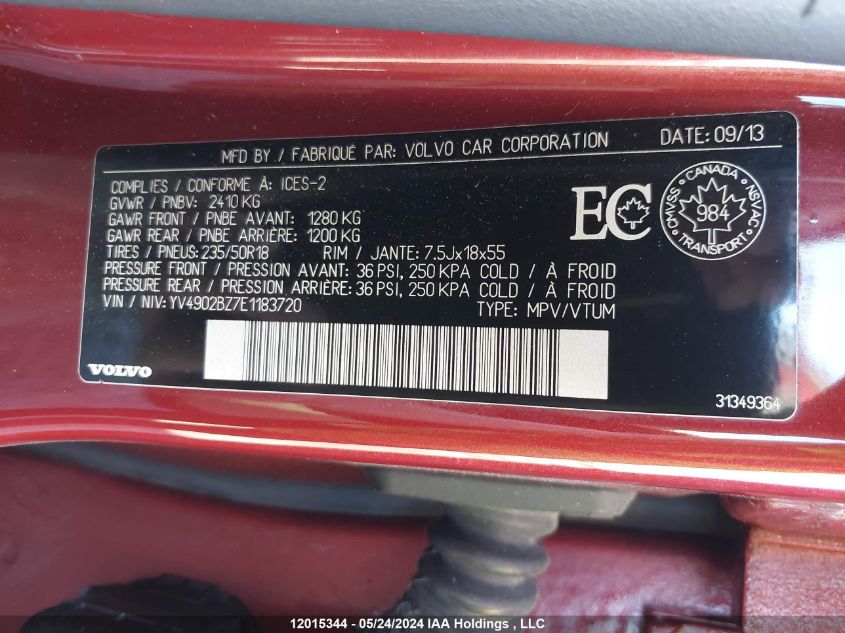 MFD BY / FABRIQUÉ PAR: VOLVO CAR CORPORATION DATE: 09/13
COMPLIES / CONFORME À: ICES-2
GVWR / PNBV: 2410 KG
GAWR FRONT / PNBE AVANT: 1280 KG
GAWR REAR / PNBE ARRIÈRE: 1200 KG
TIRES / PNEUS: 235/50R18 RIM / JANTE: 7.5Jx18x55
PRESSURE FRONT / PRESSION AVANT: 36 PSI, 250 KPA COLD / À FROID
PRESSURE REAR / PRESSION ARRIÈRE: 36 PSI, 250 KPA COLD / À FROID
VIN / NIV: YV4902BZ7E1183720 TYPE: MPV/VTUM
EC
CANADA
CMVSS 984 NSVAC
TRANSPORT
VOLVO
31349364
12015344 - 05/24/2024 IAA Holdings , LLC